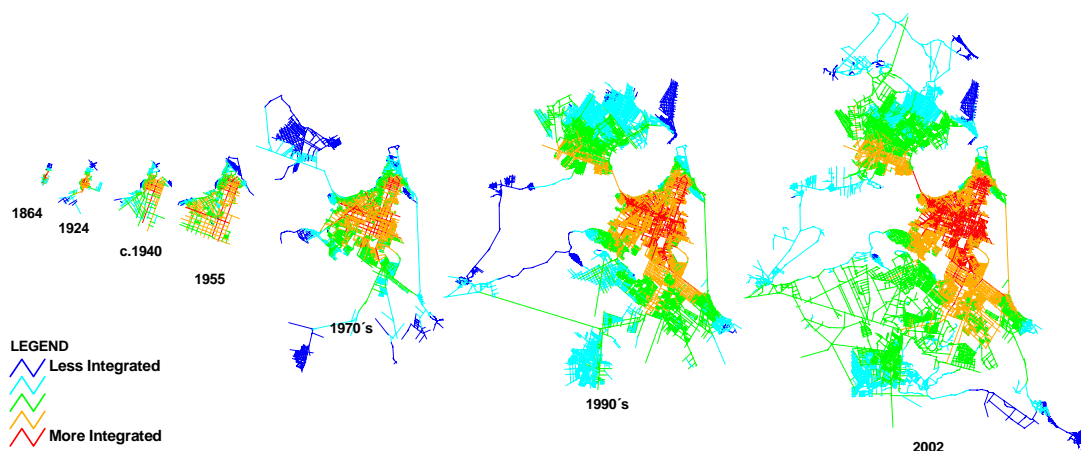 1864
1924
c.1940
1955
1970´s
1990´s
2002
LEGEND
Less Integrated
More Integrated